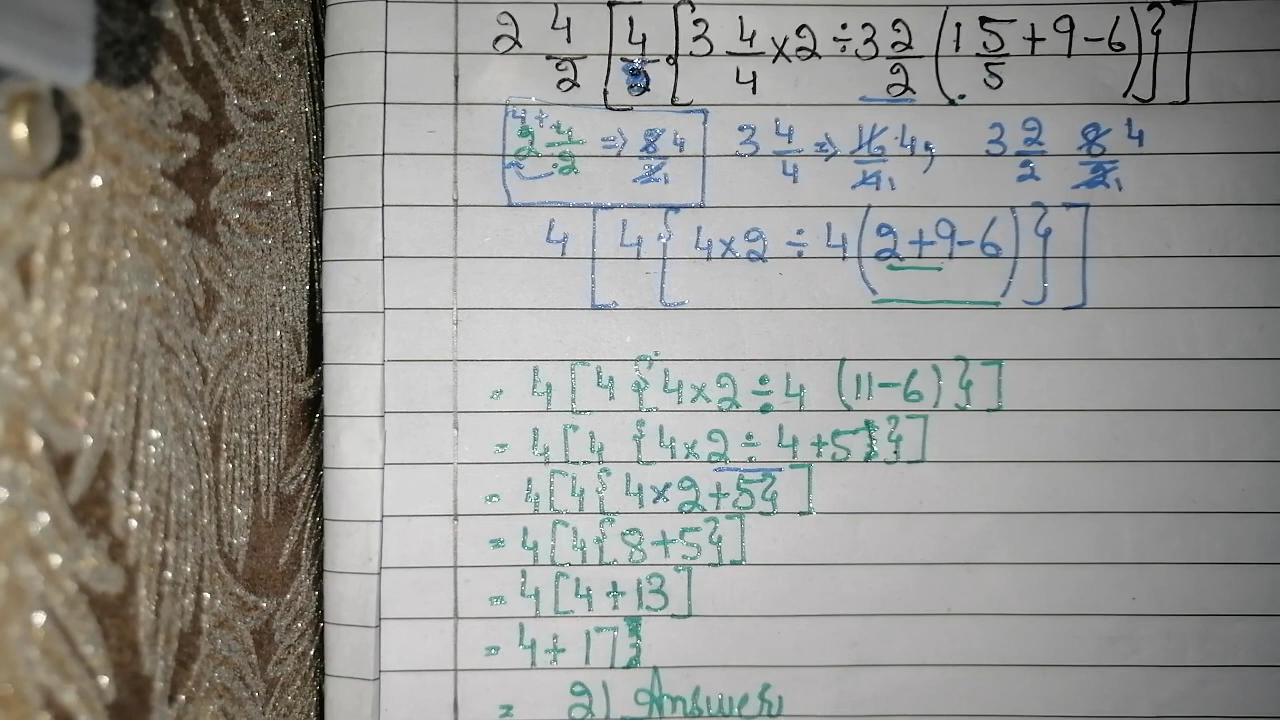 2 4/2 [4/2 {3 4/4 × 2 ÷ 3 2/2 (1 5/5 + 9 - 6)}]
2 4/2 ⇒ 8/2 4 3 4/4 ⇒ 16/4 4, 3 2/2 8/2 4
4 [4 { 4×2 ÷ 4 (2+9-6)}]
= 4 [4 {4×2 ÷ 4 (11-6)}]
= 4 [4 {4×2 ÷ 4 +5}]
= 4[4{4×2+5}]
= 4[4{8+5}]
= 4[4+13]
= 4+17]
= 21 Answer